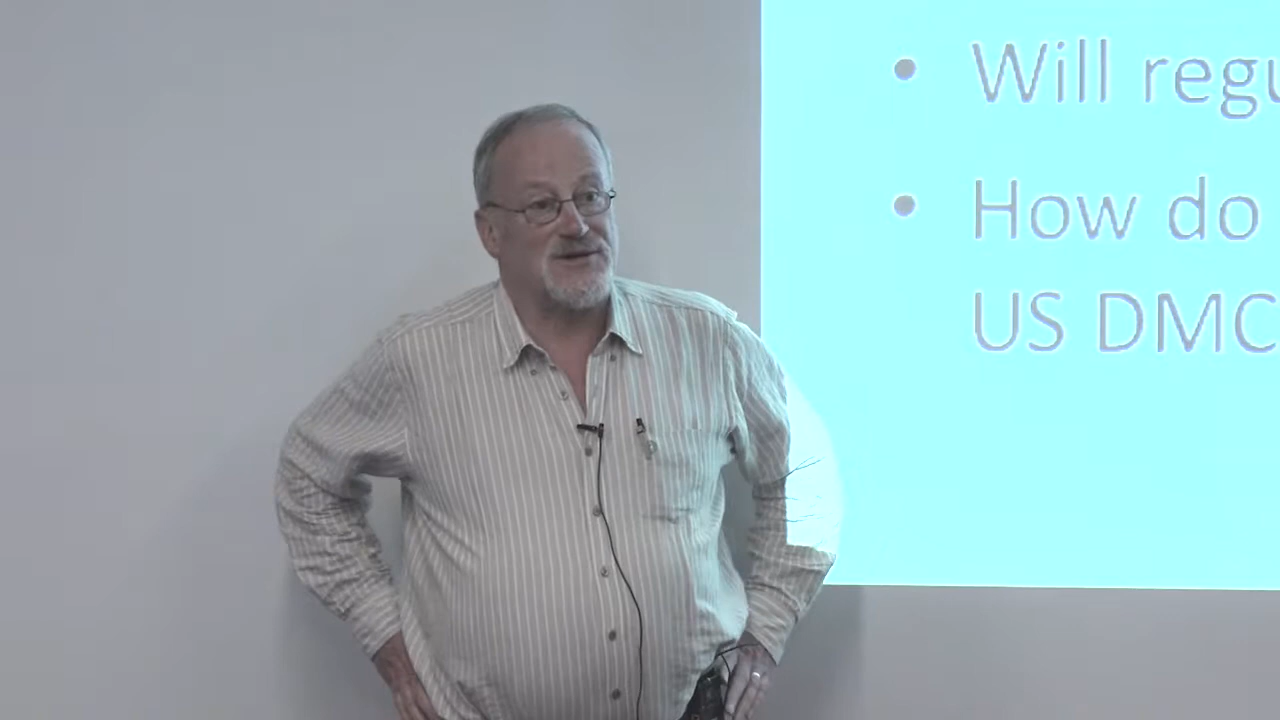 • Will regu
• How do
US DMC